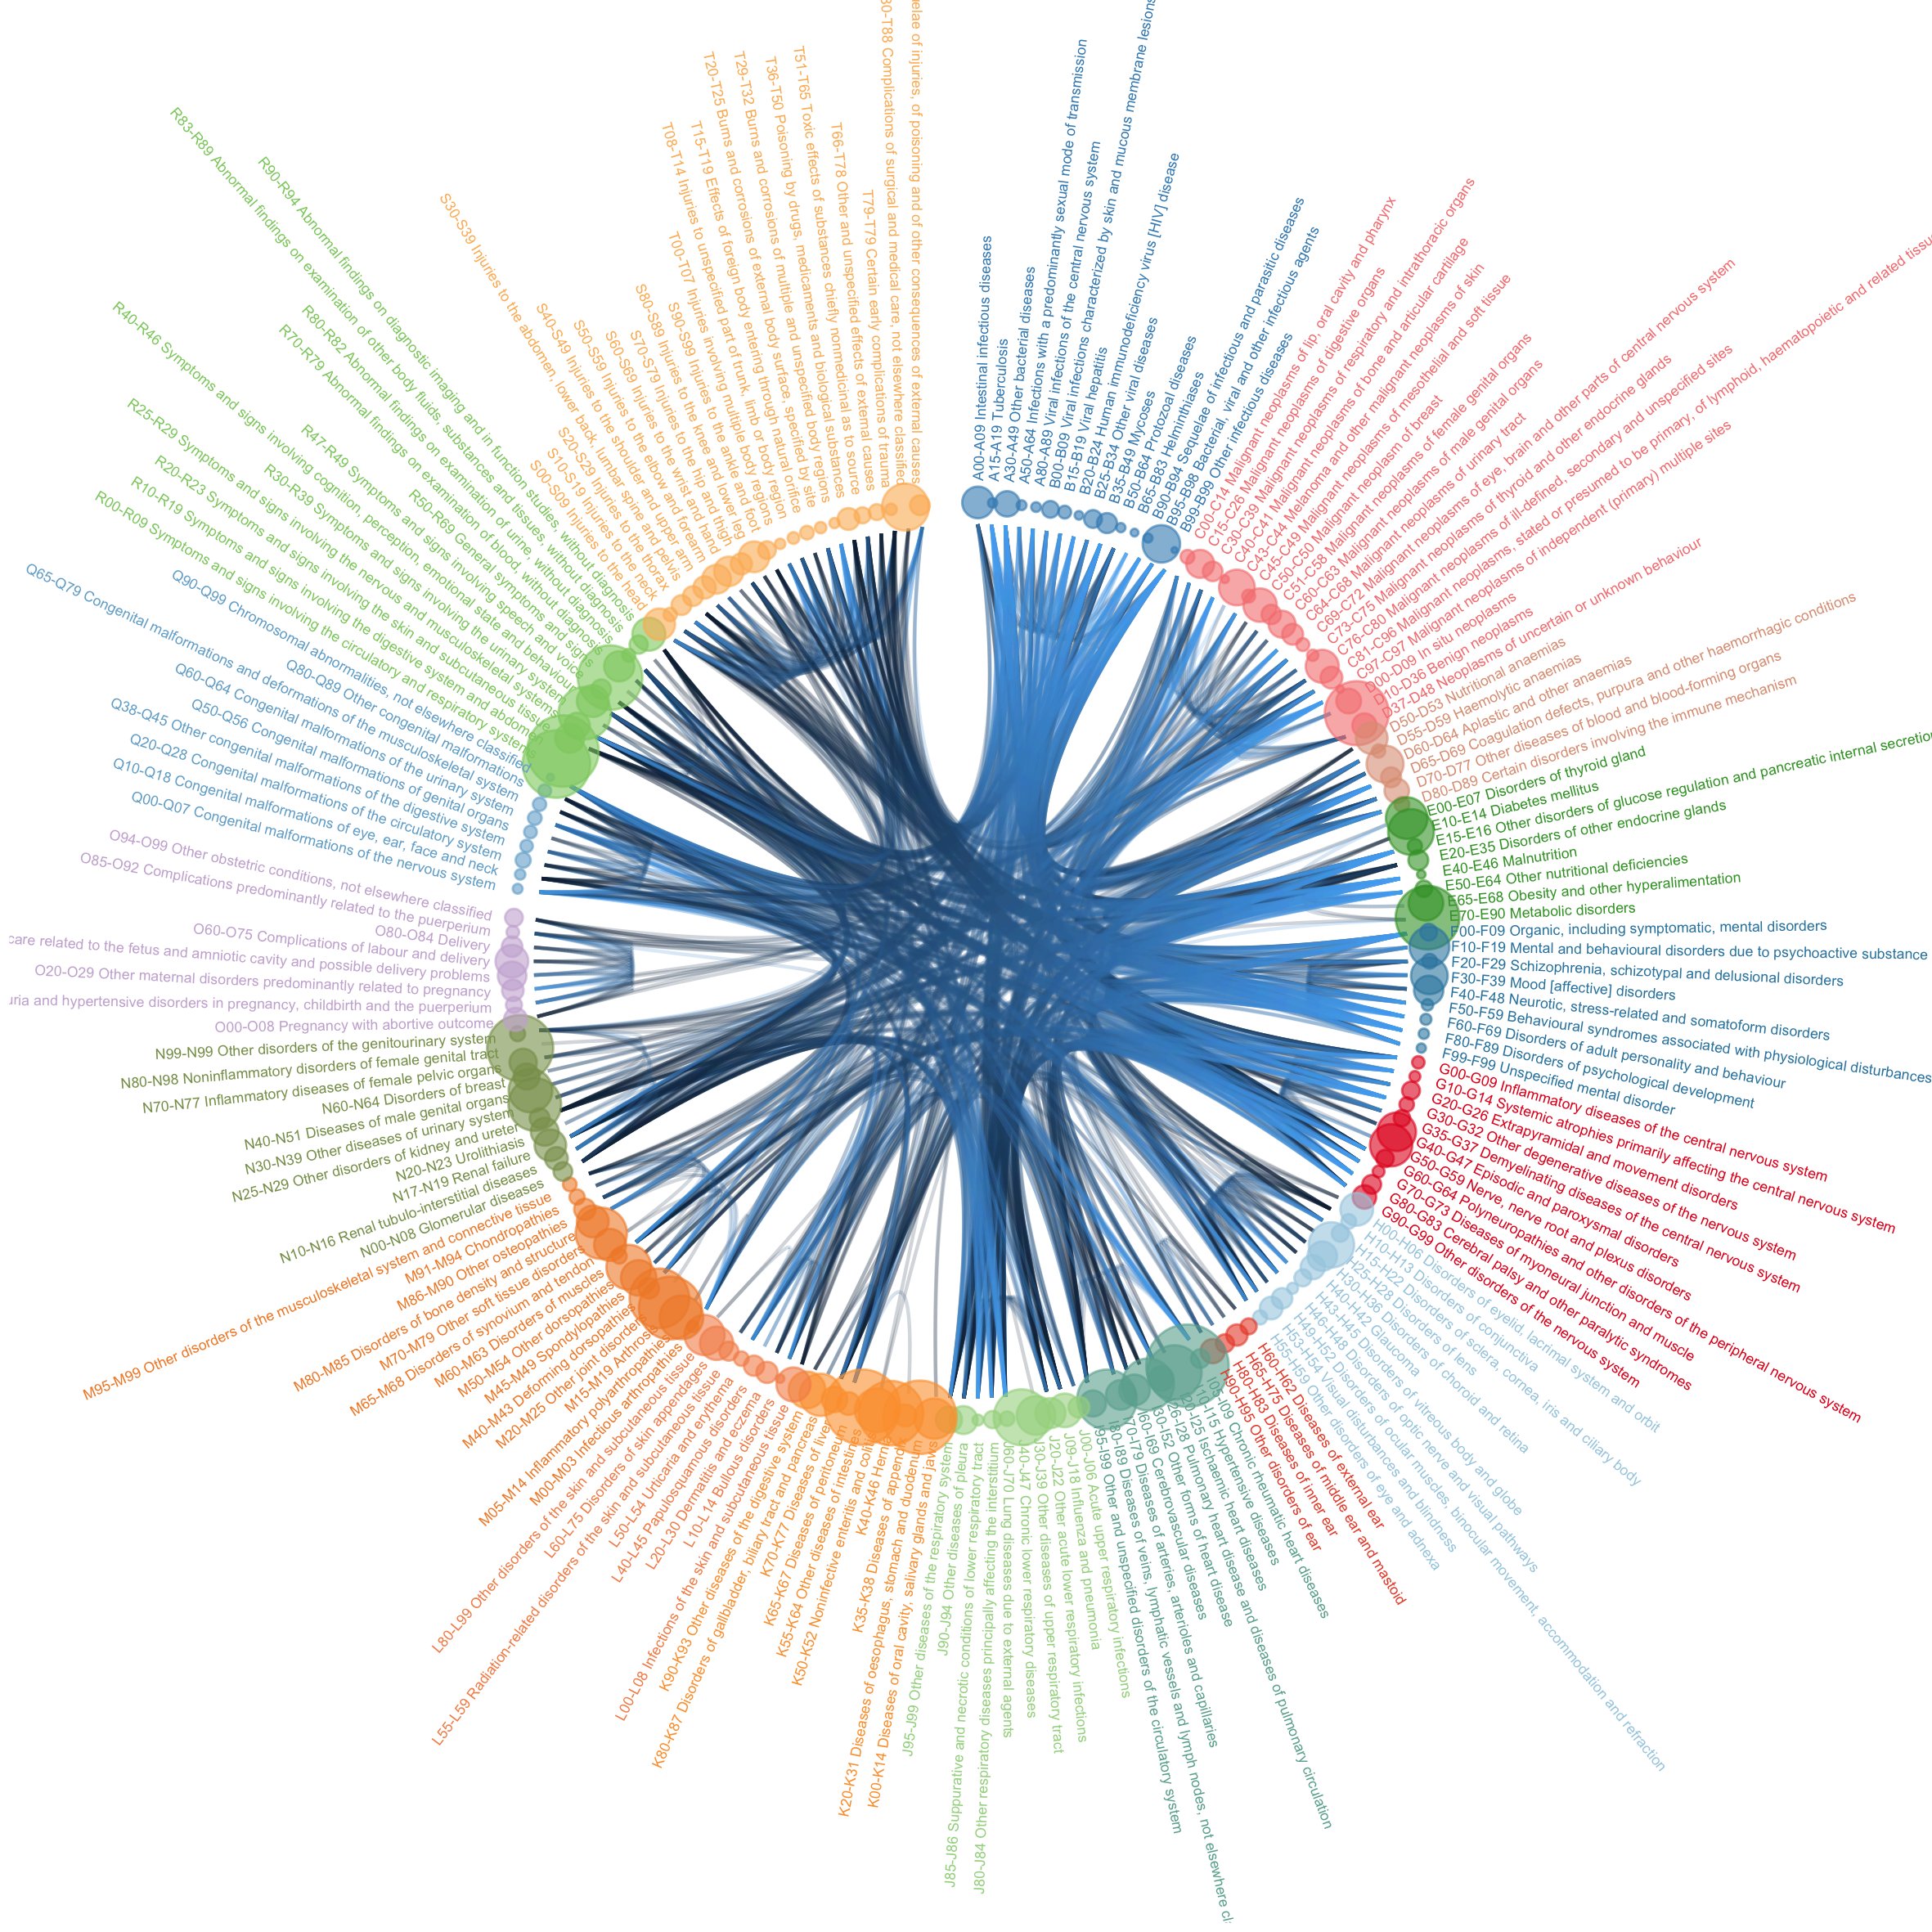 A00-A09 Intestinal infectious diseases
A15-A19 Tuberculosis
A30-A49 Other bacterial diseases
A50-A64 Infections with a predominantly sexual mode of transmission
A80-A89 Viral infections of the central nervous system
B00-B09 Viral infections characterized by skin and mucous membrane lesions
B15-B19 Viral hepatitis
B20-B24 Human immunodeficiency virus [HIV] disease
B25-B34 Other viral diseases
B35-B49 Mycoses
B50-B64 Protozoal diseases
B65-B83 Helminthiases
B90-B94 Sequelae of infectious and parasitic diseases
B95-B98 Bacterial, viral and other infectious agents
B99-B99 Other infectious diseases
C00-C14 Malignant neoplasms of lip, oral cavity and pharynx
C15-C26 Malignant neoplasms of digestive organs
C30-C39 Malignant neoplasms of respiratory and intrathoracic organs
C40-C41 Malignant neoplasms of bone and articular cartilage
C43-C44 Melanoma and other malignant neoplasms of skin
C45-C49 Malignant neoplasms of mesothelial and soft tissue
C50-C50 Malignant neoplasm of breast
C51-C58 Malignant neoplasms of female genital organs
C60-C63 Malignant neoplasms of male genital organs
C64-C68 Malignant neoplasms of urinary tract
C69-C72 Malignant neoplasms of eye, brain and other parts of central nervous system
C73-C75 Malignant neoplasms of thyroid and other endocrine glands
C76-C80 Malignant neoplasms of ill-defined, secondary and unspecified sites
C81-C96 Malignant neoplasms, stated or presumed to be primary, of lymphoid, haematopoietic and related tissue
C97-C97 Malignant neoplasms of independent (primary) multiple sites
D00-D09 In situ neoplasms
D10-D36 Benign neoplasms
D37-D48 Neoplasms of uncertain or unknown behaviour
D50-D53 Nutritional anaemias
D55-D59 Haemolytic anaemias
D60-D64 Aplastic and other anaemias
D65-D69 Coagulation defects, purpura and other haemorrhagic conditions
D70-D77 Other diseases of blood and blood-forming organs
D80-D89 Certain disorders involving the immune mechanism
E00-E07 Disorders of thyroid gland
E10-E14 Diabetes mellitus
E15-E16 Other disorders of glucose regulation and pancreatic internal secretion
E20-E35 Disorders of other endocrine glands
E40-E46 Malnutrition
E50-E64 Other nutritional deficiencies
E65-E68 Obesity and other hyperalimentation
E70-E90 Metabolic disorders
F00-F09 Organic, including symptomatic, mental disorders
F10-F19 Mental and behavioural disorders due to psychoactive substance
F20-F29 Schizophrenia, schizotypal and delusional disorders
F30-F39 Mood [affective] disorders
F40-F48 Neurotic, stress-related and somatoform disorders
F50-F59 Behavioural syndromes associated with physiological disturbances
F60-F69 Disorders of adult personality and behaviour
F80-F89 Disorders of psychological development
F99-F99 Unspecified mental disorder
G00-G09 Inflammatory diseases of the central nervous system
G10-G14 Systemic atrophies primarily affecting the central nervous system
G20-G26 Extrapyramidal and movement disorders
G30-G32 Other degenerative diseases of the nervous system
G35-G37 Demyelinating diseases of the central nervous system
G40-G47 Episodic and paroxysmal disorders
G50-G59 Nerve, nerve root and plexus disorders
G60-G64 Polyneuropathies and other disorders of the peripheral nervous system
G70-G73 Diseases of myoneural junction and muscle
G80-G83 Cerebral palsy and other paralytic syndromes
G90-G99 Other disorders of the nervous system
H00-H06 Disorders of eyelid, lacrimal system and orbit
H10-H13 Disorders of conjunctiva
H15-H22 Disorders of sclera, cornea, iris and ciliary body
H25-H28 Disorders of lens
H30-H36 Disorders of choroid and retina
H40-H42 Glaucoma
H43-H45 Disorders of vitreous body and globe
H46-H48 Disorders of optic nerve and visual pathways
H49-H52 Disorders of ocular muscles, binocular movement, accommodation and refraction
H53-H54 Visual disturbances and blindness
H55-H59 Other disorders of eye and adnexa
H60-H62 Diseases of external ear
H65-H75 Diseases of middle ear and mastoid
H80-H83 Diseases of inner ear
H90-H95 Other disorders of ear
I05-I09 Chronic rheumatic heart diseases
I10-I15 Hypertensive diseases
I20-I25 Ischaemic heart diseases
I26-I28 Pulmonary heart disease and diseases of pulmonary circulation
I30-I52 Other forms of heart disease
I60-I69 Cerebrovascular diseases
I70-I79 Diseases of arteries, arterioles and capillaries
I80-I89 Diseases of veins, lymphatic vessels and lymph nodes, not elsewhere
I95-I99 Other and unspecified disorders of the circulatory system
J00-J06 Acute upper respiratory infections
J09-J18 Influenza and pneumonia
J20-J22 Other acute lower respiratory infections
J30-J39 Other diseases of upper respiratory tract
J40-J47 Chronic lower respiratory diseases
J60-J70 Lung diseases due to external agents
J80-J84 Other respiratory diseases principally affecting the interstitium
J85-J86 Suppurative and necrotic conditions of lower respiratory tract
J90-J94 Other diseases of pleura
J95-J99 Other diseases of the respiratory system
K00-K14 Diseases of oral cavity, salivary glands and jaws
K20-K31 Diseases of oesophagus, stomach and duodenum
K35-K38 Diseases of appendix
K40-K46 Hernia
K50-K52 Noninfective enteritis and colitis
K55-K64 Other diseases of intestines
K65-K67 Diseases of peritoneum
K70-K77 Diseases of liver
K80-K87 Disorders of gallbladder, biliary tract and pancreas
K90-K93 Other diseases of the digestive system
L00-L08 Infections of the skin and subcutaneous tissue
L10-L14 Bullous disorders
L20-L30 Dermatitis and eczema
L40-L45 Papulosquamous disorders
L50-L54 Urticaria and erythema
L55-L59 Radiation-related disorders of the skin and subcutaneous tissue
L60-L75 Disorders of skin appendages
L80-L99 Other disorders of the skin and subcutaneous tissue
M00-M03 Infectious arthropathies
M05-M14 Inflammatory polyarthropathies
M15-M19 Arthrosis
M20-M25 Other joint disorders
M40-M43 Deforming dorsopathies
M45-M49 Spondylopathies
M50-M54 Other dorsopathies
M60-M63 Disorders of muscles
M65-M68 Disorders of synovium and tendon
M70-M79 Other soft tissue disorders
M80-M85 Disorders of bone density and structure
M86-M90 Other osteopathies
M91-M94 Chondropathies
M95-M99 Other disorders of the musculoskeletal system and connective tissue
N00-N08 Glomerular diseases
N10-N16 Renal tubulo-interstitial diseases
N17-N19 Renal failure
N20-N23 Urolithiasis
N25-N29 Other disorders of kidney and ureter
N30-N39 Other diseases of urinary system
N40-N51 Diseases of male genital organs
N60-N64 Disorders of breast
N70-N77 Inflammatory diseases of female pelvic organs
N80-N98 Noninflammatory disorders of female genital tract
N99-N99 Other disorders of the genitourinary system
O00-O08 Pregnancy with abortive outcome
uria and hypertensive disorders in pregnancy, childbirth and the puerperium
O20-O29 Other maternal disorders predominantly related to pregnancy
care related to the fetus and amniotic cavity and possible delivery problems
O60-O75 Complications of labour and delivery
O80-O84 Delivery
O85-O92 Complications predominantly related to the puerperium
O94-O99 Other obstetric conditions, not elsewhere classified
Q00-Q07 Congenital malformations of the nervous system
Q10-Q18 Congenital malformations of eye, ear, face and neck
Q20-Q28 Congenital malformations of the circulatory system
Q38-Q45 Other congenital malformations of the digestive system
Q50-Q56 Congenital malformations of genital organs
Q60-Q64 Congenital malformations of the urinary system
Q65-Q79 Congenital malformations and deformations of the musculoskeletal system
Q80-Q89 Other congenital malformations
Q90-Q99 Chromosomal abnormalities, not elsewhere classified
R00-R09 Symptoms and signs involving the circulatory and respiratory systems
R10-R19 Symptoms and signs involving the digestive system and abdomen
R20-R23 Symptoms and signs involving the skin and subcutaneous tissue
R25-R29 Symptoms and signs involving the nervous and musculoskeletal systems
R30-R39 Symptoms and signs involving the urinary system
R40-R46 Symptoms and signs involving cognition, perception, emotional state and behaviour
R47-R49 Symptoms and signs involving speech and voice
R50-R69 General symptoms and signs
R70-R79 Abnormal findings on examination of blood, without diagnosis
R80-R82 Abnormal findings on examination of urine, without diagnosis
R83-R89 Abnormal findings on examination of other body fluids, substances and tissues, without diagnosis
R90-R94 Abnormal findings on diagnostic imaging and in function studies, without diagnosis
S00-S09 Injuries to the head
S10-S19 Injuries to the neck
S20-S29 Injuries to the thorax
S30-S39 Injuries to the abdomen, lower back, lumbar spine and pelvis
S40-S49 Injuries to the shoulder and upper arm
S50-S59 Injuries to the elbow and forearm
S60-S69 Injuries to the wrist and hand
S70-S79 Injuries to the hip and thigh
S80-S89 Injuries to the knee and lower leg
S90-S99 Injuries to the ankle and foot
T00-T07 Injuries involving multiple body regions
T08-T14 Injuries to unspecified part of trunk, limb or body region
T15-T19 Effects of foreign body entering through natural orifice
T20-T25 Burns and corrosions of external body surface, specified by site
T29-T32 Burns and corrosions of multiple and unspecified body regions
T36-T50 Poisoning by drugs, medicaments and biological substances
T51-T65 Toxic effects of substances chiefly nonmedicinal as to source
T66-T78 Other and unspecified effects of external causes
T79-T79 Certain early complications of trauma
80-T88 Complications of surgical and medical care, not elsewhere classified
elae of injuries, of poisoning and of other consequences of external causes